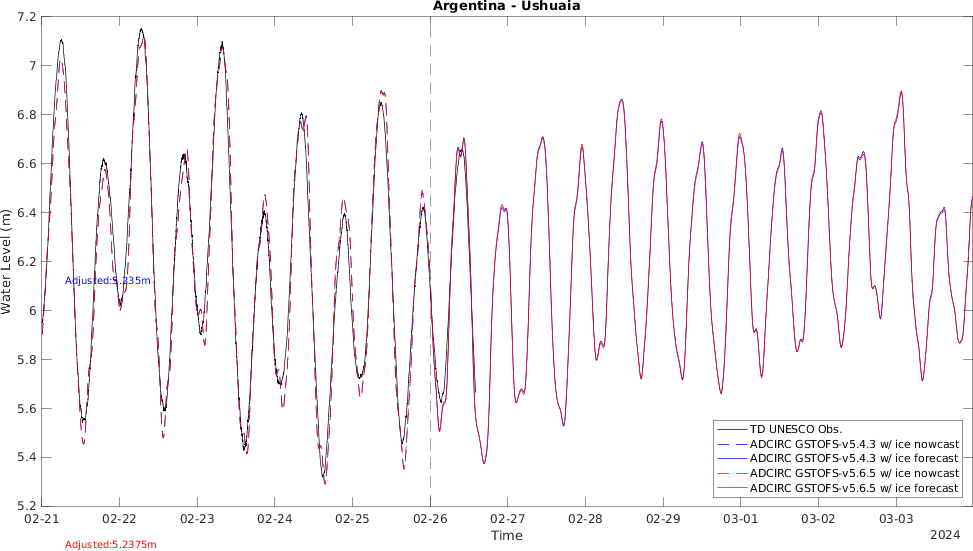 Argentina - Ushuaia
7.2
7
6.8
6.6
6.4
6.2
6
5.8
5.6
5.4
5.2
Water Level (m)
Adjusted:5.235m
TD UNESCO Obs.
ADCIRC GSTOFS-v5.4.3 w/ ice nowcast
ADCIRC GSTOFS-v5.4.3 w/ ice forecast
ADCIRC GSTOFS-v5.6.5 w/ ice nowcast
ADCIRC GSTOFS-v5.6.5 w/ ice forecast
02-21 02-22 02-23 02-24 02-25 02-26 02-27 02-28 02-29 03-01 03-02 03-03
Time
2024
Adjusted:5.2375m